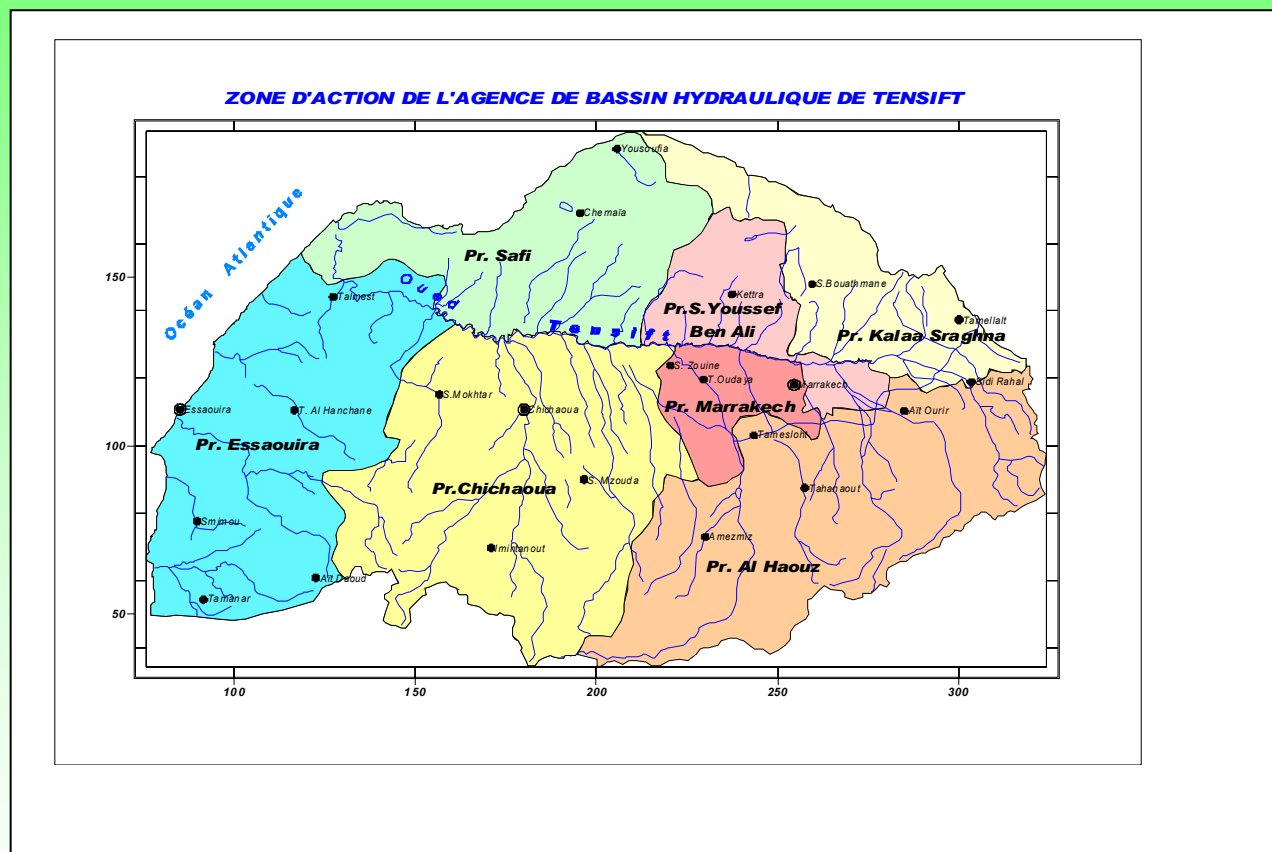 ZONE D'ACTION DE L'AGENCE DE BASSIN HYDRAULIQUE DE TENSIFT
Yousoufia
Océan Atlantique
Chemaïa
Pr. Safi
150
Oued
Talmest
Kettra
S.Bouathmane
Pr.S.Youssef
Ben Ali
Tensift
Tamellalt
Pr. Kalaa Sraghna
S. Zouine
T.Oudaya
Marrakech
Sidi Rahal
S.Mokhtar
Essaouira
T. Al Hanchane
Chichaoua
Pr. Marrakech
Aït Ourir
Pr. Essaouira
100
Tamesloht
Pr.Chichaoua
S. Mzouda
Tahanaout
Smimou
Imintanout
Amezmiz
Pr. Al Haouz
Aït Daoud
Tamanar
50
100
150
200
250
300